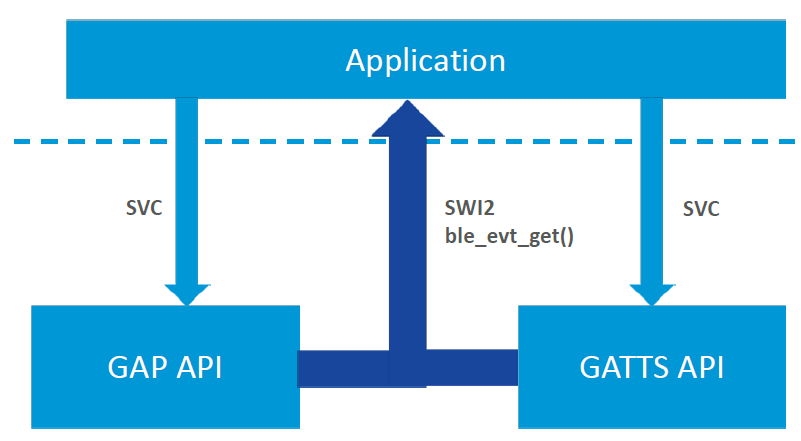 Application
SVC
SWI2
ble_evt_get()
SVC
GAP API
GATTS API